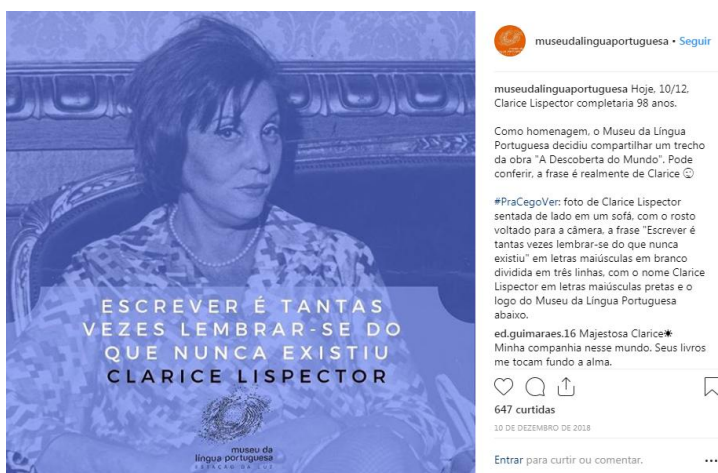 ESCREVER É TANTAS
VEZES LEMBRAR-SE DO
QUE NUNCA EXISTIU
CLARICE LISPECTOR
museu da
língua portuguesa
ESTAÇÃO DA LUZ
museudalinguaportuguesa • Seguir
museudalinguaportuguesa Hoje, 10/12,
Clarice Lispector completaria 98 anos.
Como homenagem, o Museu da Língua
Portuguesa decidiu compartilhar um trecho
da obra "A Descoberta do Mundo". Pode
conferir, a frase é realmente de Clarice 🙂
#PraCegoVer: foto de Clarice Lispector
sentada de lado em um sofá, com o rosto
voltado para a câmera, a frase "Escrever é
tantas vezes lembrar-se do que nunca
existiu" em letras maiúsculas em branco
dividida em três linhas, com o nome Clarice
Lispector em letras maiúsculas pretas e o
logo do Museu da Língua Portuguesa
abaixo.
ed.guimaraes.16 Majestosa Clarice☀
Minha companhia nesse mundo. Seus livros
me tocam fundo a alma.
647 curtidas
10 DE DEZEMBRO DE 2018
Entrar para curtir ou comentar.